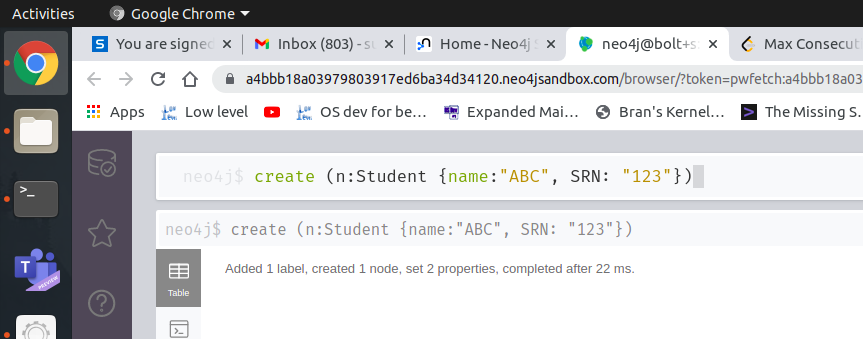 Activities Google Chrome
You are signed Inbox (803) - su Home - Neo4j S neo4j@bolt+s Max Consecut
a4bbb18a03979803917ed6ba34d34120.neo4jsandbox.com/browser/?token=pwfetch:a4bbb18a03
Apps Low level OS dev for be… Expanded Mai… Bran's Kernel… The Missing S.
neo4j$ create (n:Student {name:"ABC", SRN: "123"})
neo4j$ create (n:Student {name:"ABC", SRN: "123"})
Added 1 label, created 1 node, set 2 properties, completed after 22 ms.
Table
PREVIEW